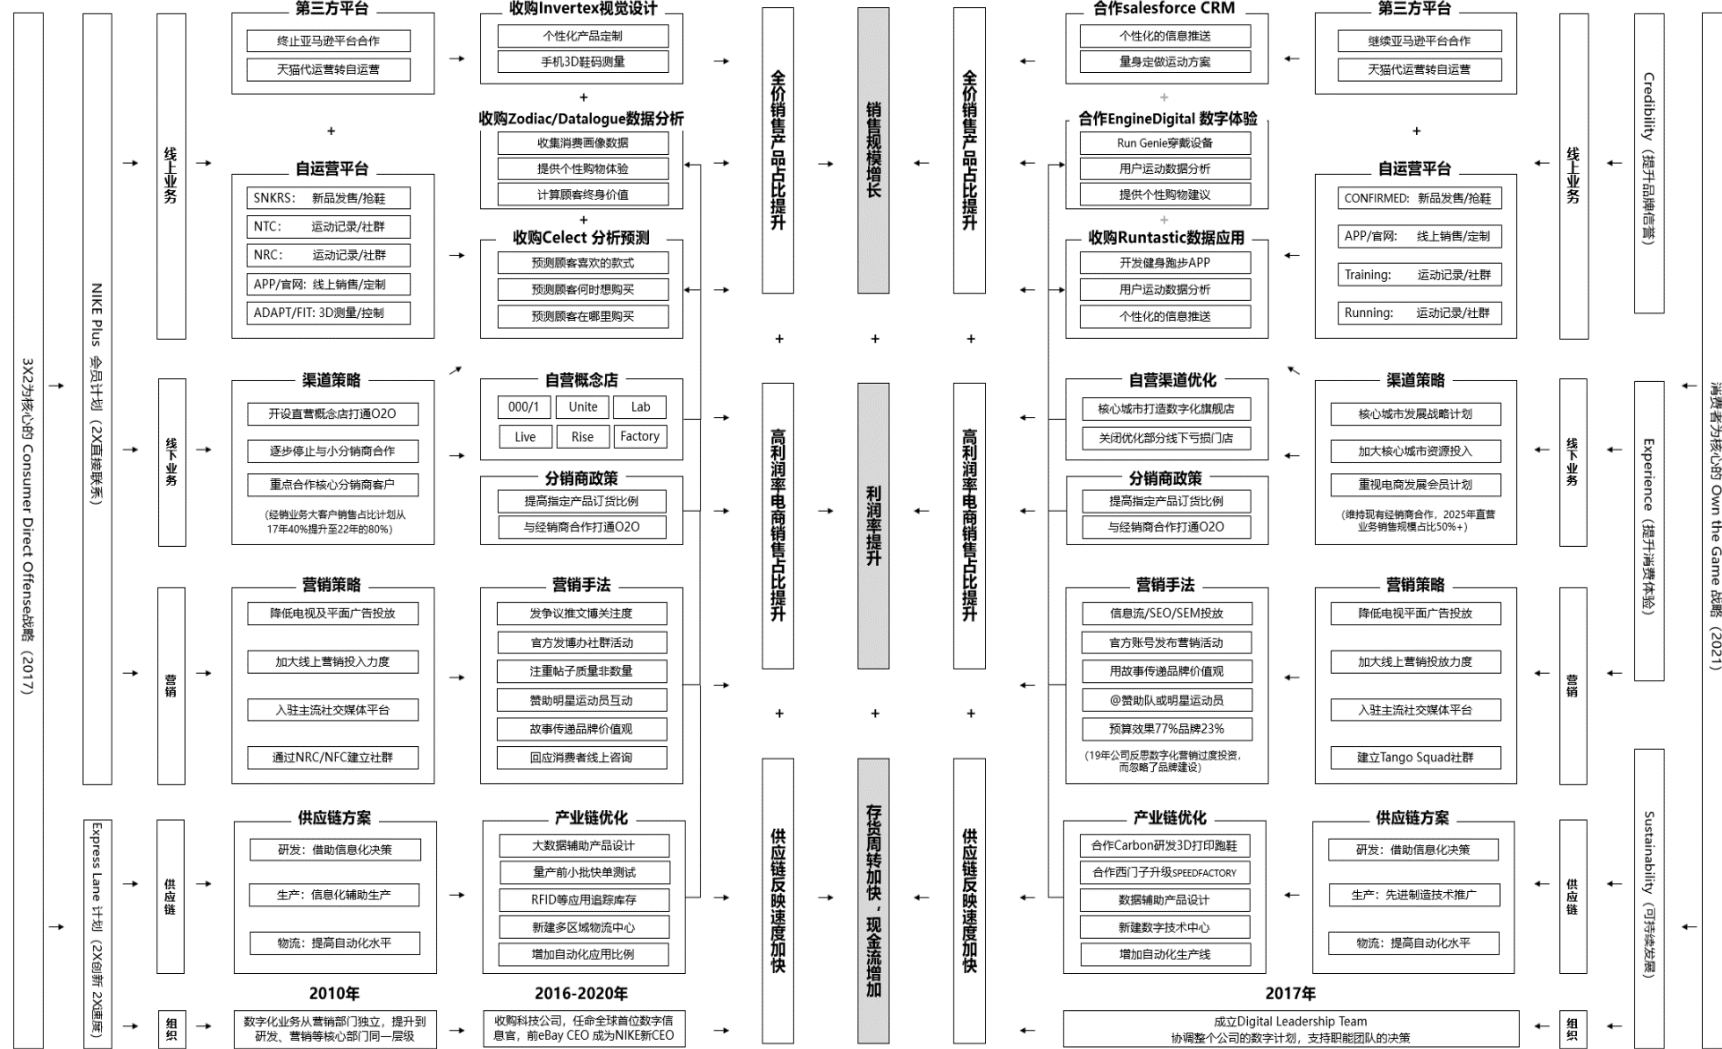 3X2为核心的 Consumer Direct Offense战略（2017）
NIKE Plus 会员计划（2X直接联系）
Express Lane 计划（2X创新 2X速度）
线上业务
线下业务
营销
供应链
组织
第三方平台
终止亚马逊平台合作
天猫代运营转自运营
+
自运营平台
SNKRS： 新品发售/抢鞋
NTC： 运动记录/社群
NRC： 运动记录/社群
APP/官网：线上销售/定制
ADAPT/FIT: 3D测量/控制
渠道策略
开设直营概念店打通O2O
逐步停止与小分销商合作
重点合作核心分销商客户
（经销业务大客户销售占比计划从
17年40%提升至22年的80%）
营销策略
降低电视及平面广告投放
加大线上营销投入力度
入驻主流社交媒体平台
通过NRC/NFC建立社群
供应链方案
研发：借助信息化决策
生产：信息化辅助生产
物流：提高自动化水平
2010年
数字化业务从营销部门独立，提升到
研发、营销等核心部门同一层级
收购Invertex视觉设计
个性化产品定制
手机3D鞋码测量
+
收购Zodiac/Datalogue数据分析
收集消费画像数据
提供个性购物体验
计算顾客终身价值
+
收购Celect 分析预测
预测顾客喜欢的款式
预测顾客何时想购买
预测顾客在哪里购买
自营概念店
000/1 Unite Lab
Live Rise Factory
分销商政策
提高指定产品订货比例
与经销商合作打通O2O
营销手法
发争议推文博关注度
官方发博办社群活动
注重帖子质量非数量
赞助明星运动员互动
故事传递品牌价值观
回应消费者线上咨询
产业链优化
大数据辅助产品设计
量产前小批快单测试
RFID等应用追踪库存
新建多区域物流中心
增加自动化应用比例
2016-2020年
收购科技公司，任命全球首位数字信
息官，前eBay CEO 成为NIKE新CEO
全价销售产品占比提升
+
高利润率电商销售占比提升
+
供应链反映速度加快
销售规模增长
+
利润率提升
+
存货周转加快，现金流增加
全价销售产品占比提升
+
高利润率电商销售占比提升
+
供应链反映速度加快
合作salesforce CRM
个性化的信息推送
量身定做运动方案
+
合作EngineDigital 数字体验
Run Genie穿戴设备
用户运动数据分析
提供个性购物建议
+
收购Runtastic数据应用
开发健身跑步APP
用户运动数据分析
个性化的信息推送
自营渠道优化
核心城市打造数字化旗舰店
关闭优化部分线下亏损门店
分销商政策
提高指定产品订货比例
与经销商合作打通O2O
营销手法
信息流/SEO/SEM投放
官方账号发布营销活动
用故事传递品牌价值观
@赞助队或明星运动员
预算效果77%品牌23%
（19年公司反思数字化营销过度投资，
而忽略了品牌建设）
产业链优化
合作Carbon研发3D打印跑鞋
合作西门子升级SPEEDFACTORY
数据辅助产品设计
新建数字技术中心
增加自动化生产线
2017年
成立Digital Leadership Team
协调整个公司的数字计划，支持职能团队的决策
第三方平台
继续亚马逊平台合作
天猫代运营转自运营
+
自运营平台
CONFIRMED: 新品发售/抢鞋
APP/官网： 线上销售/定制
Training: 运动记录/社群
Running: 运动记录/社群
渠道策略
核心城市发展战略计划
加大核心城市资源投入
重视电商发展会员计划
（维持现有经销商合作，2025年直营
业务销售规模占比50%+）
营销策略
降低电视平面广告投放
加大线上营销投放力度
入驻主流社交媒体平台
建立Tango Squad社群
供应链方案
研发：借助信息化决策
生产：先进制造技术推广
物流：提高自动化水平
线上业务
线下业务
营销
供应链
组织
Credibility（提升品牌信誉）
Experience（提升消费体验）
Sustainability（可持续发展）
消费者为核心的 Own the Game 战略（2021）